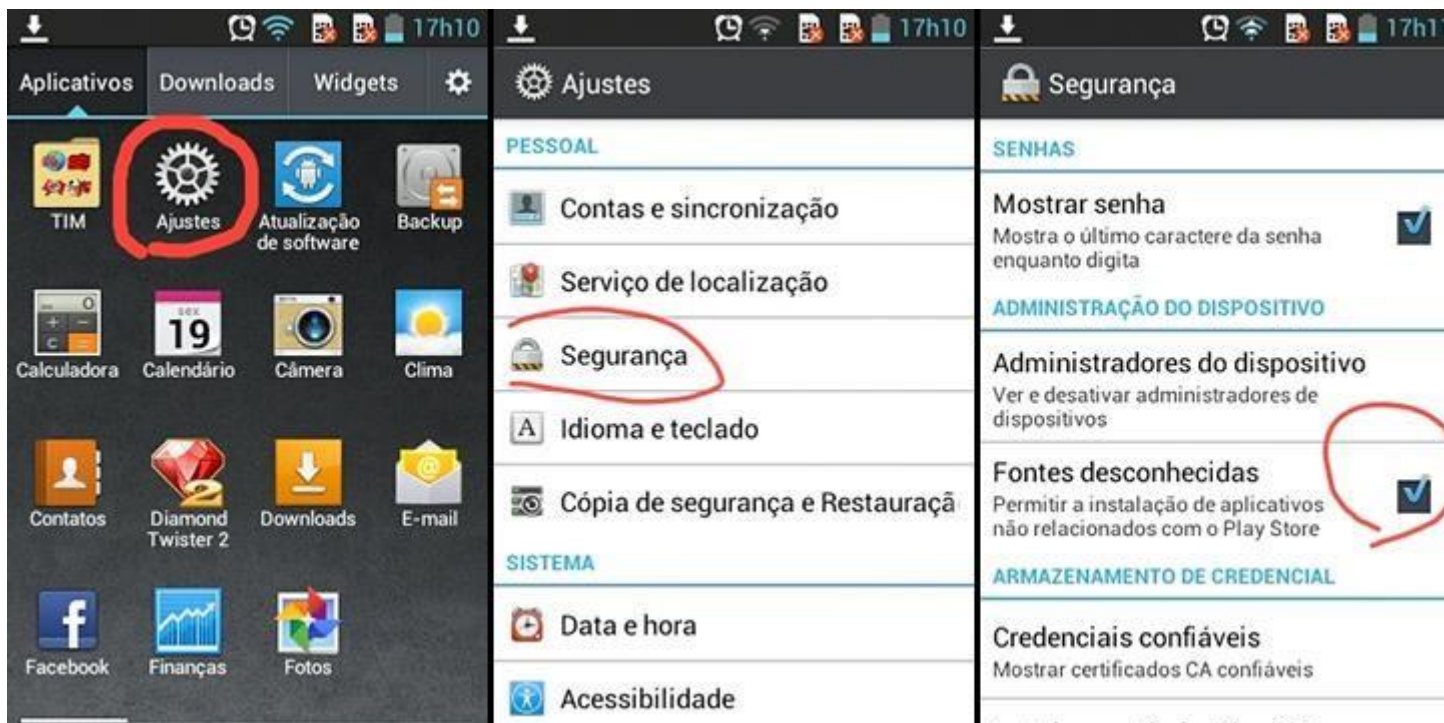 17h10
Aplicativos
Downloads
Widgets
TIM
Ajustes
Atualização
de software
Backup
0
sex
19
Calculadora
Calendário
Câmera
Clima
2
@
Contatos
Diamond
Twister 2
Downloads
E-mail
f
Facebook
Finanças
Fotos
17h10
Ajustes
PESSOAL
Contas e sincronização
Serviço de localização
Segurança
A
Idioma e teclado
Cópia de segurança e Restauraçã
SISTEMA
Data e hora
Acessibilidade
17h1
Segurança
SENHAS
Mostrar senha
Mostra o último caractere da senha
enquanto digita
ADMINISTRAÇÃO DO DISPOSITIVO
Administradores do dispositivo
Ver e desativar administradores de
dispositivos
Fontes desconhecidas
Permitir a instalação de aplicativos
não relacionados com o Play Store
ARMAZENAMENTO DE CREDENCIAL
Credenciais confiáveis
Mostrar certificados CA confiáveis